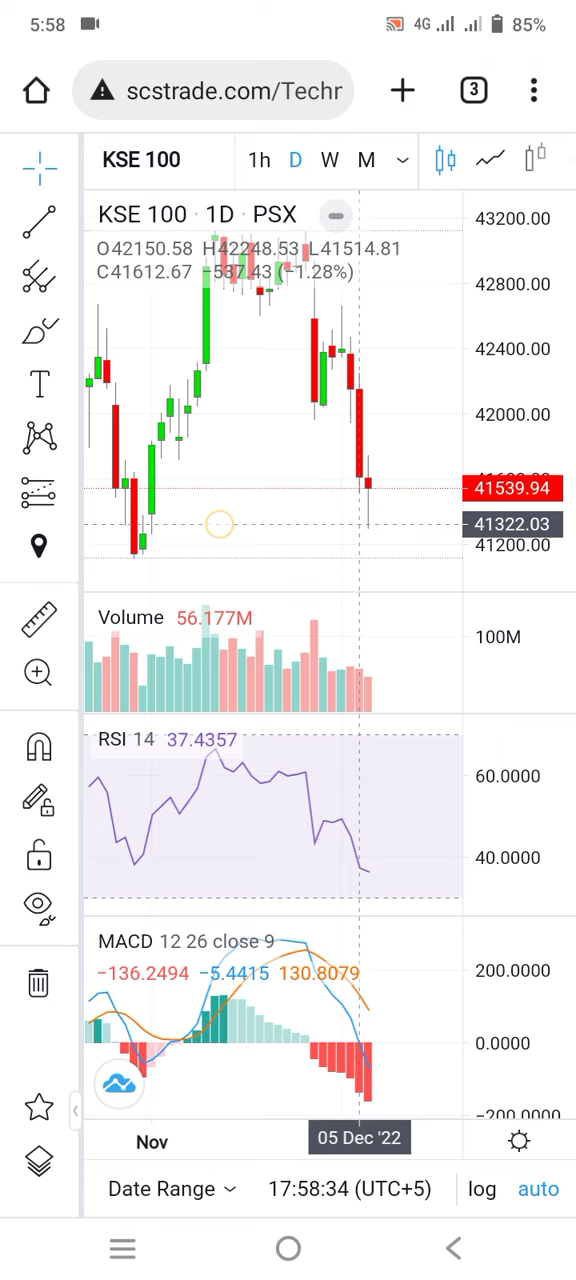 5:58 4G 85%
scstrade.com/Techr 3
KSE 100 1h D W M
KSE 100 · 1D · PSX
O42150.58 H42248.53 L41514.81
C41612.67 −537.43 (−1.28%)
43200.00
42800.00
42400.00
42000.00
41539.94
41322.03
41200.00
Volume 56.177M
100M
RSI 14 37.4357
60.0000
40.0000
MACD 12 26 close 9
−136.2494 −5.4415 130.8079
200.0000
0.0000
−200.0000
Nov 05 Dec '22
Date Range 17:58:34 (UTC+5) log auto